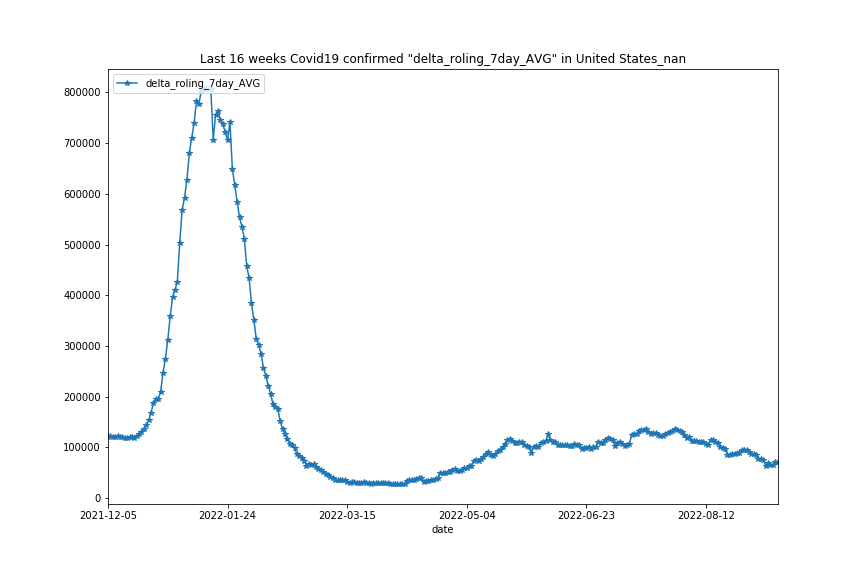 Last 16 weeks Covid19 confirmed "delta_roling_7day_AVG" in United States_nan
delta_roling_7day_AVG
800000
700000
600000
500000
400000
300000
200000
100000
0
2021-12-05 2022-01-24 2022-03-15 2022-05-04 2022-06-23 2022-08-12
date